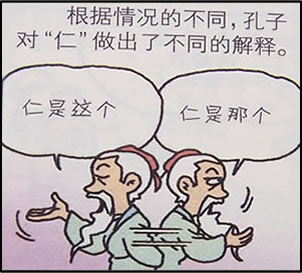 根据情况的不同，孔子
对“仁”做出了不同的解释。
仁是这个
仁是那个